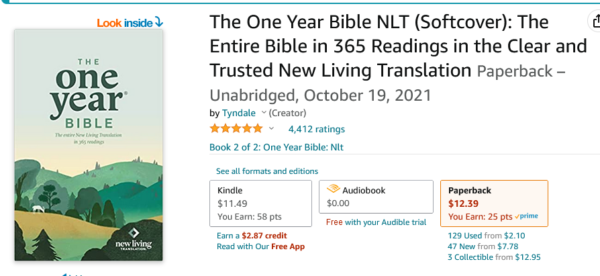 Look inside
THE
one
year®
BIBLE
The entire New Living Translation
in 365 readings
new living
TRANSLATION
The One Year Bible NLT (Softcover): The
Entire Bible in 365 Readings in the Clear and
Trusted New Living Translation Paperback –
Unabridged, October 19, 2021
by Tyndale (Creator)
4,412 ratings
Book 2 of 2: One Year Bible: Nlt
See all formats and editions
Kindle
$11.49
You Earn: 58 pts
Audiobook
$0.00
Free with your Audible trial
Paperback
$12.39
You Earn: 25 pts prime
Earn a $2.87 credit
Read with Our Free App
129 Used from $2.10
47 New from $7.78
3 Collectible from $12.95